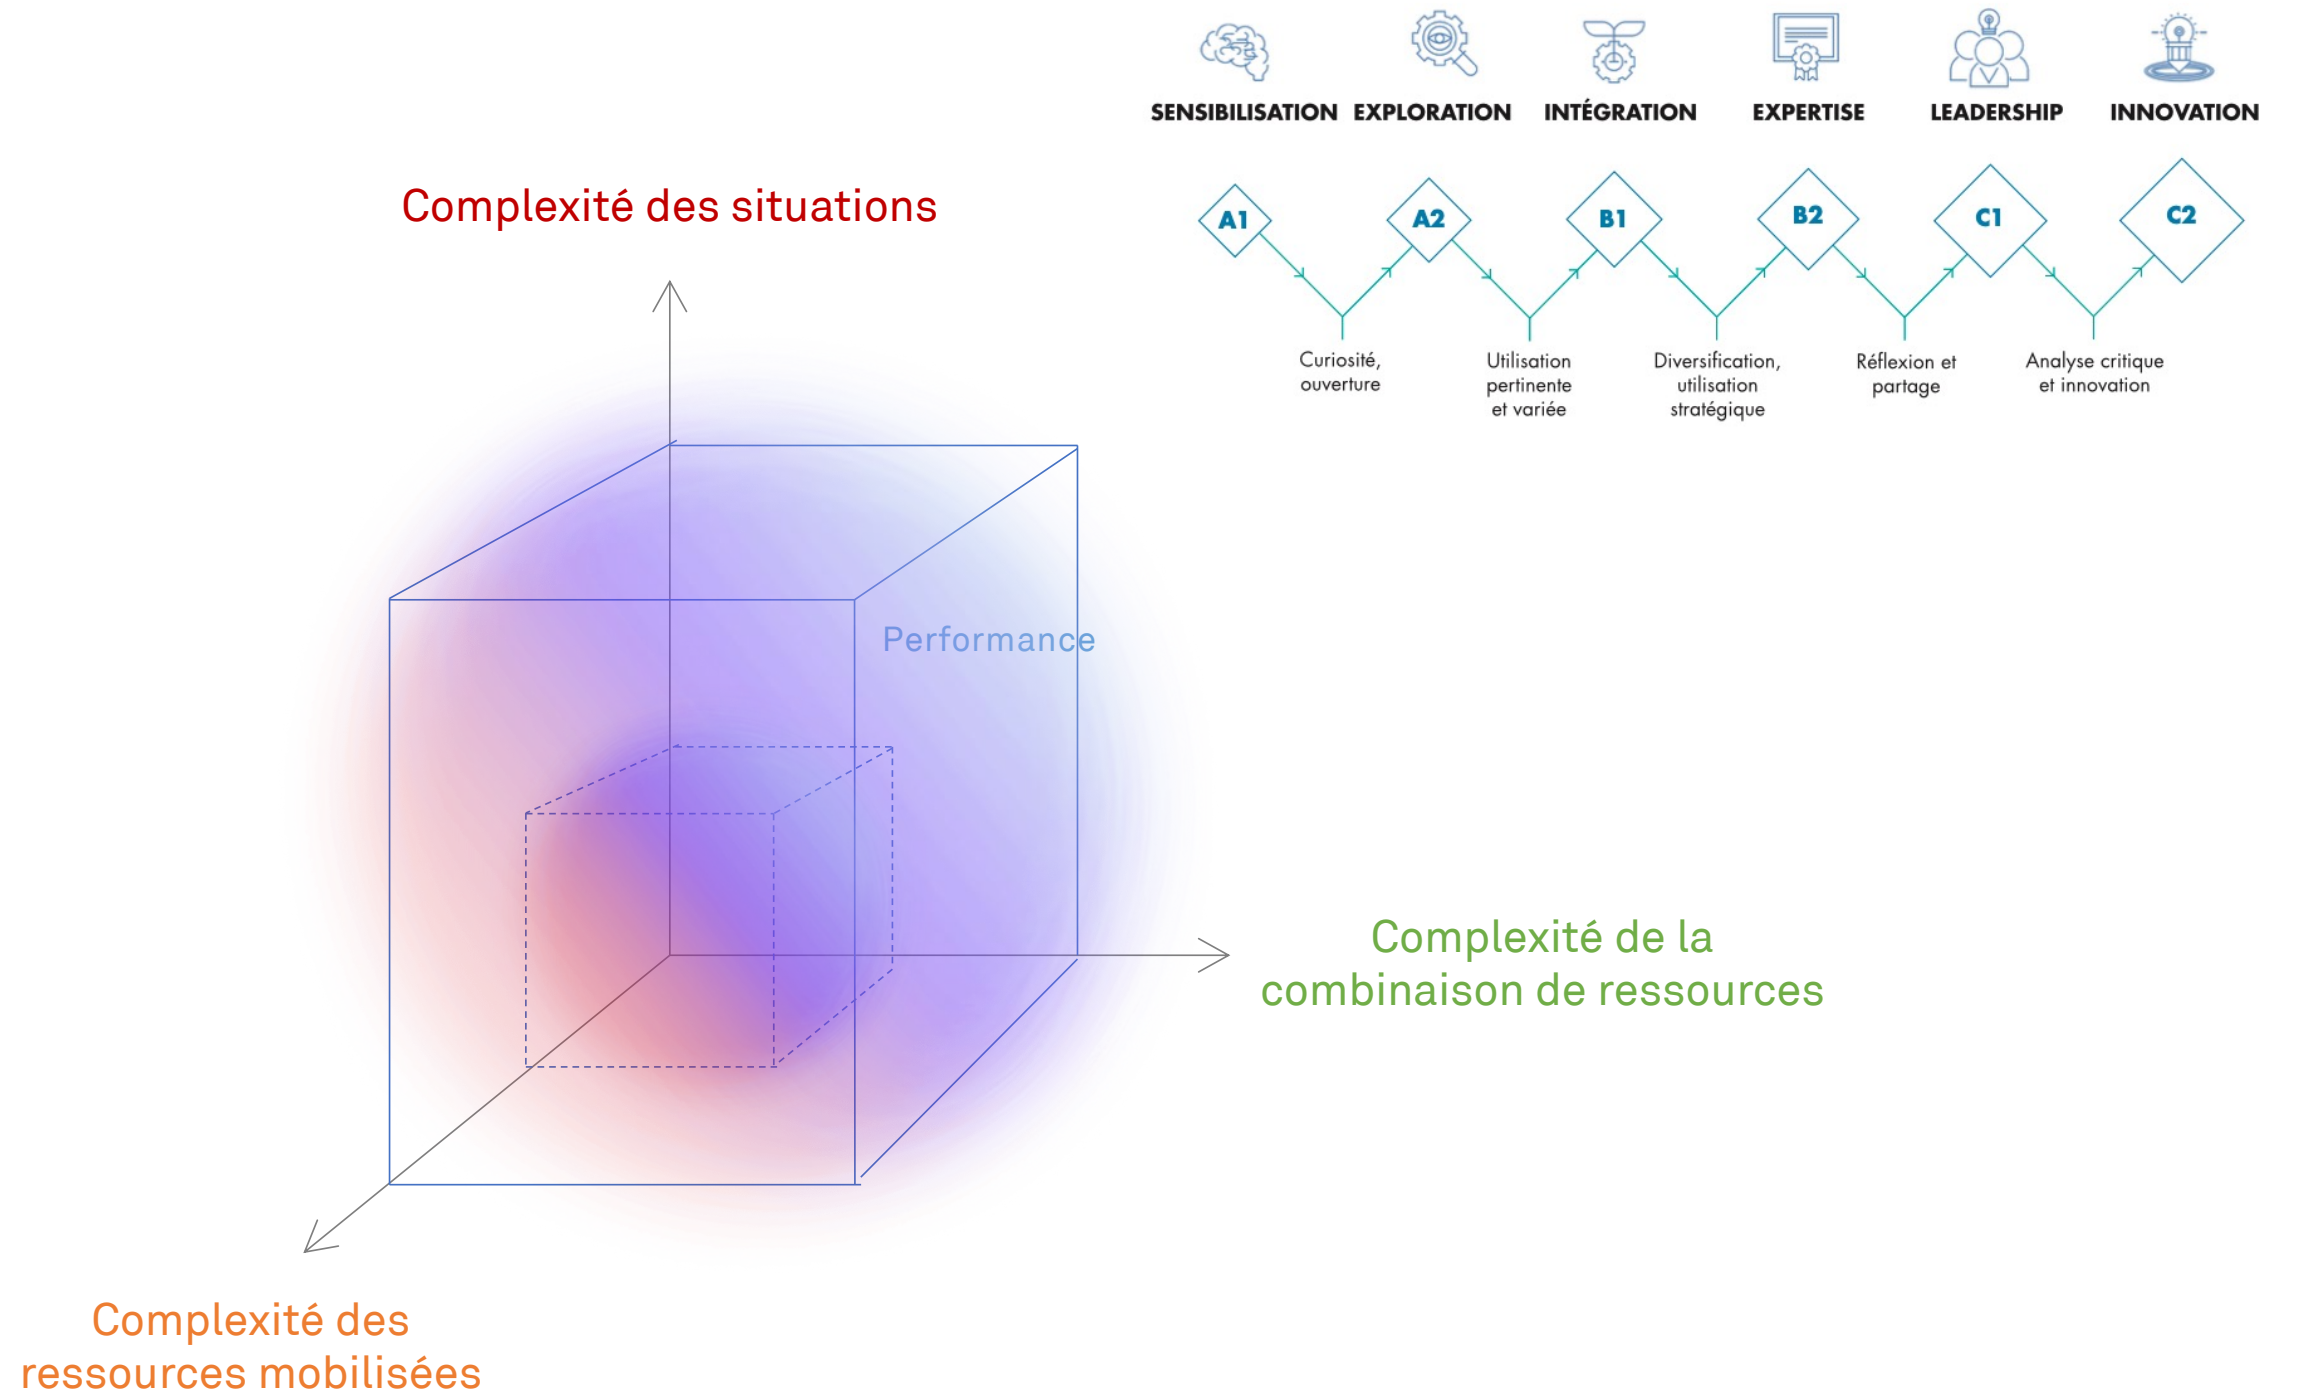 SENSIBILISATION EXPLORATION INTÉGRATION EXPERTISE LEADERSHIP INNOVATION
A1 A2 B1 B2 C1 C2
Curiosité,
ouverture
Utilisation
pertinente
et variée
Diversification,
utilisation
stratégique
Réflexion et
partage
Analyse critique
et innovation
Complexité des situations
Performance
Complexité de la
combinaison de ressources
Complexité des
ressources mobilisées